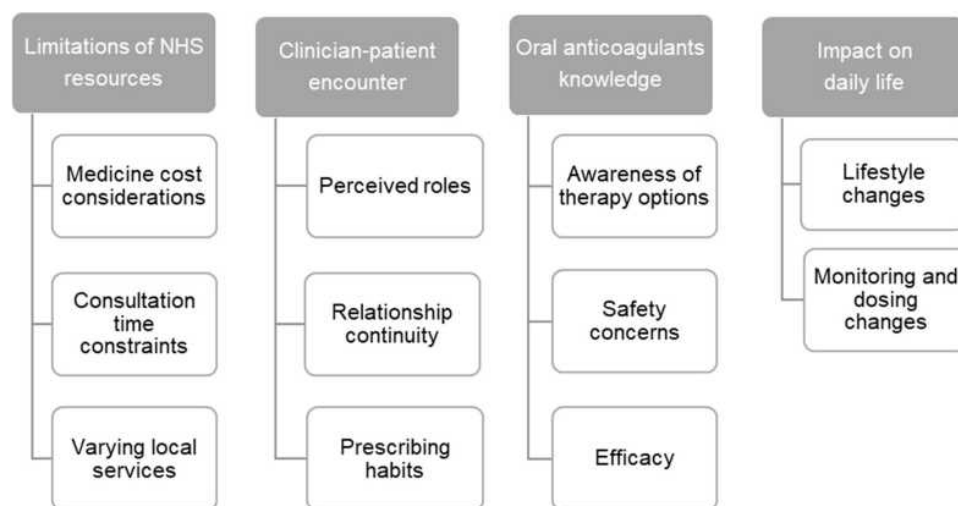 Limitations of NHS
resources
Medicine cost
considerations
Consultation
time
constraints
Varying local
services
Clinician-patient
encounter
Perceived roles
Relationship
continuity
Prescribing
habits
Oral anticoagulants
knowledge
Awareness of
therapy options
Safety
concerns
Efficacy
Impact on
daily life
Lifestyle
changes
Monitoring and
dosing
changes